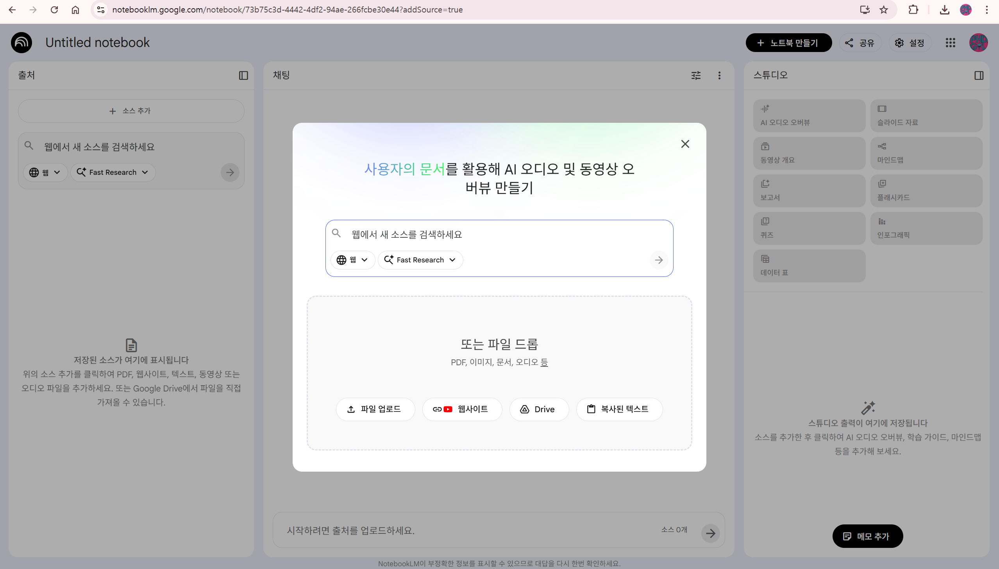 notebooklm.google.com/notebook/73b75c3d-4442-4df2-94ae-266fcbe30e44?addSource=true
Untitled notebook
노트북 만들기
공유
설정
출처
소스 추가
웹에서 새 소스를 검색하세요
웹
Fast Research
저장된 소스가 여기에 표시됩니다
위의 소스 추가를 클릭하여 PDF, 웹사이트, 텍스트, 동영상 또는
오디오 파일을 추가하세요. 또는 Google Drive에서 파일을 직접
가져올 수 있습니다.
채팅
사용자의 문서를 활용해 AI 오디오 및 동영상 오
버뷰 만들기
웹에서 새 소스를 검색하세요
웹
Fast Research
또는 파일 드롭
PDF, 이미지, 문서, 오디오 등
파일 업로드
웹사이트
Drive
복사된 텍스트
시작하려면 출처를 업로드하세요.
소스 0개
NotebookLM이 부정확한 정보를 표시할 수 있으므로 대답을 다시 한번 확인하세요.
스튜디오
AI 오디오 오버뷰
슬라이드 자료
동영상 개요
마인드맵
보고서
플래시카드
퀴즈
인포그래픽
데이터 표
스튜디오 출력이 여기에 저장됩니다
소스를 추가한 후 클릭하여 AI 오디오 오버뷰, 학습 가이드, 마인드맵
등을 추가해 보세요.
메모 추가